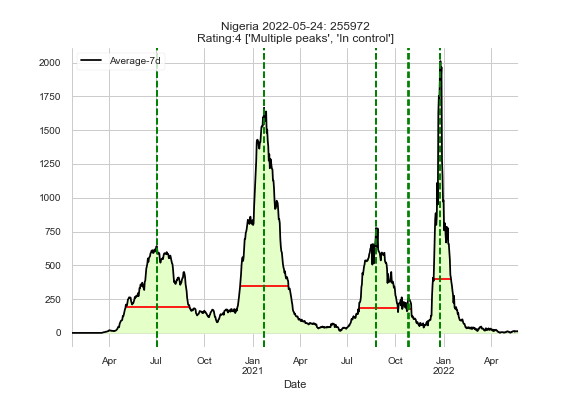 Nigeria 2022-05-24: 255972
Rating:4 ['Multiple peaks', 'In control']
Average-7d
2000
1750
1500
1250
1000
750
500
250
0
Apr Jul Oct Jan Apr Jul Oct Jan Apr
2021 2022
Date